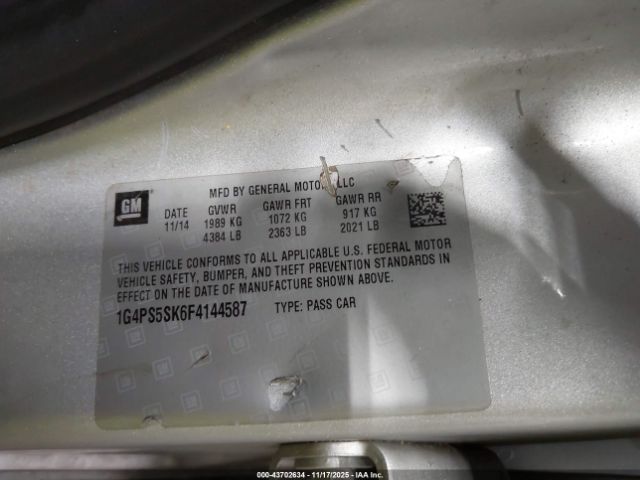 MFD BY GENERAL MOTORS LLC
GM
DATE GVWR GAWR FRT GAWR RR
11/14 1989 KG 1072 KG 917 KG
4384 LB 2363 LB 2021 LB
THIS VEHICLE CONFORMS TO ALL APPLICABLE U.S. FEDERAL MOTOR
VEHICLE SAFETY, BUMPER, AND THEFT PREVENTION STANDARDS IN
EFFECT ON THE DATE OF MANUFACTURE SHOWN ABOVE.
1G4PS5SK6F4144587 TYPE: PASS CAR
000-43702634 11/17/2025 IAAI.COM